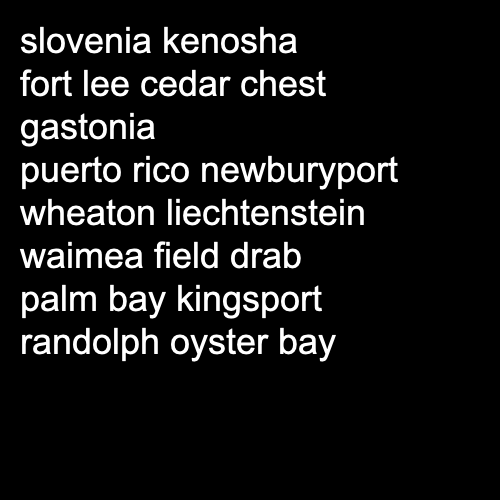 slovenia kenosha
fort lee cedar chest
gastonia
puerto rico newburyport
wheaton liechtenstein
waimea field drab
palm bay kingsport
randolph oyster bay